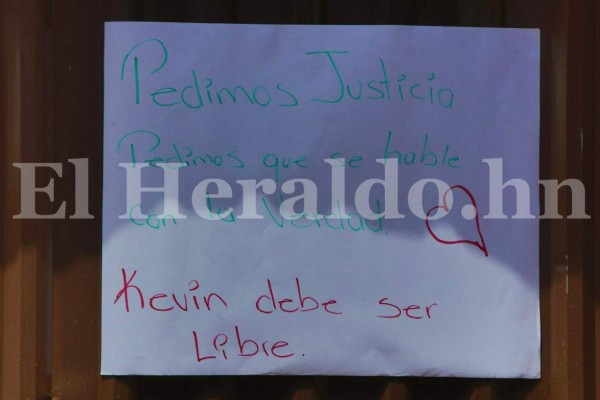 Pedimos Justicia
Pedimos que se hable
El Heraldo.hn
con la Verdad.
Kevin debe ser
Libre.